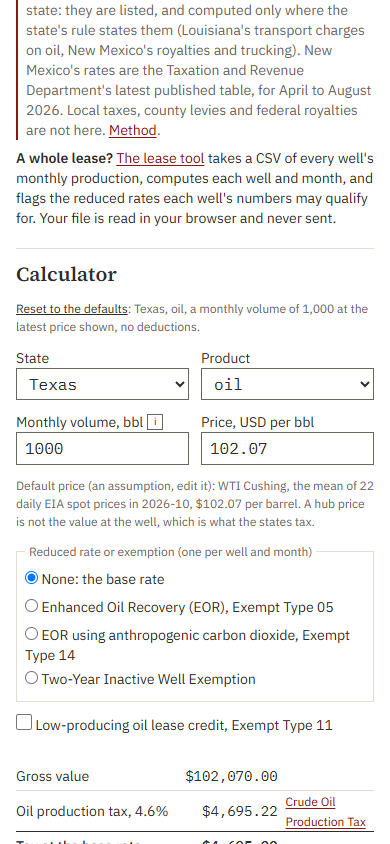 state: they are listed, and computed only where the
state's rule states them (Louisiana's transport charges
on oil, New Mexico's royalties and trucking). New
Mexico's rates are the Taxation and Revenue
Department's latest published table, for April to August
2026. Local taxes, county levies and federal royalties
are not here. Method.
A whole lease? The lease tool takes a CSV of every well's
monthly production, computes each well and month, and
flags the reduced rates each well's numbers may qualify
for. Your file is read in your browser and never sent.
Calculator
Reset to the defaults: Texas, oil, a monthly volume of 1,000 at the
latest price shown, no deductions.
State Product
Texas oil
Monthly volume, bbl i Price, USD per bbl
1000 102.07
Default price (an assumption, edit it): WTI Cushing, the mean of 22
daily EIA spot prices in 2026-10, $102.07 per barrel. A hub price
is not the value at the well, which is what the states tax.
Reduced rate or exemption (one per well and month)
None: the base rate
Enhanced Oil Recovery (EOR), Exempt Type 05
EOR using anthropogenic carbon dioxide, Exempt
Type 14
Two-Year Inactive Well Exemption
Low-producing oil lease credit, Exempt Type 11
Gross value $102,070.00
Oil production tax, 4.6% $4,695.22 Crude Oil
Production Tax